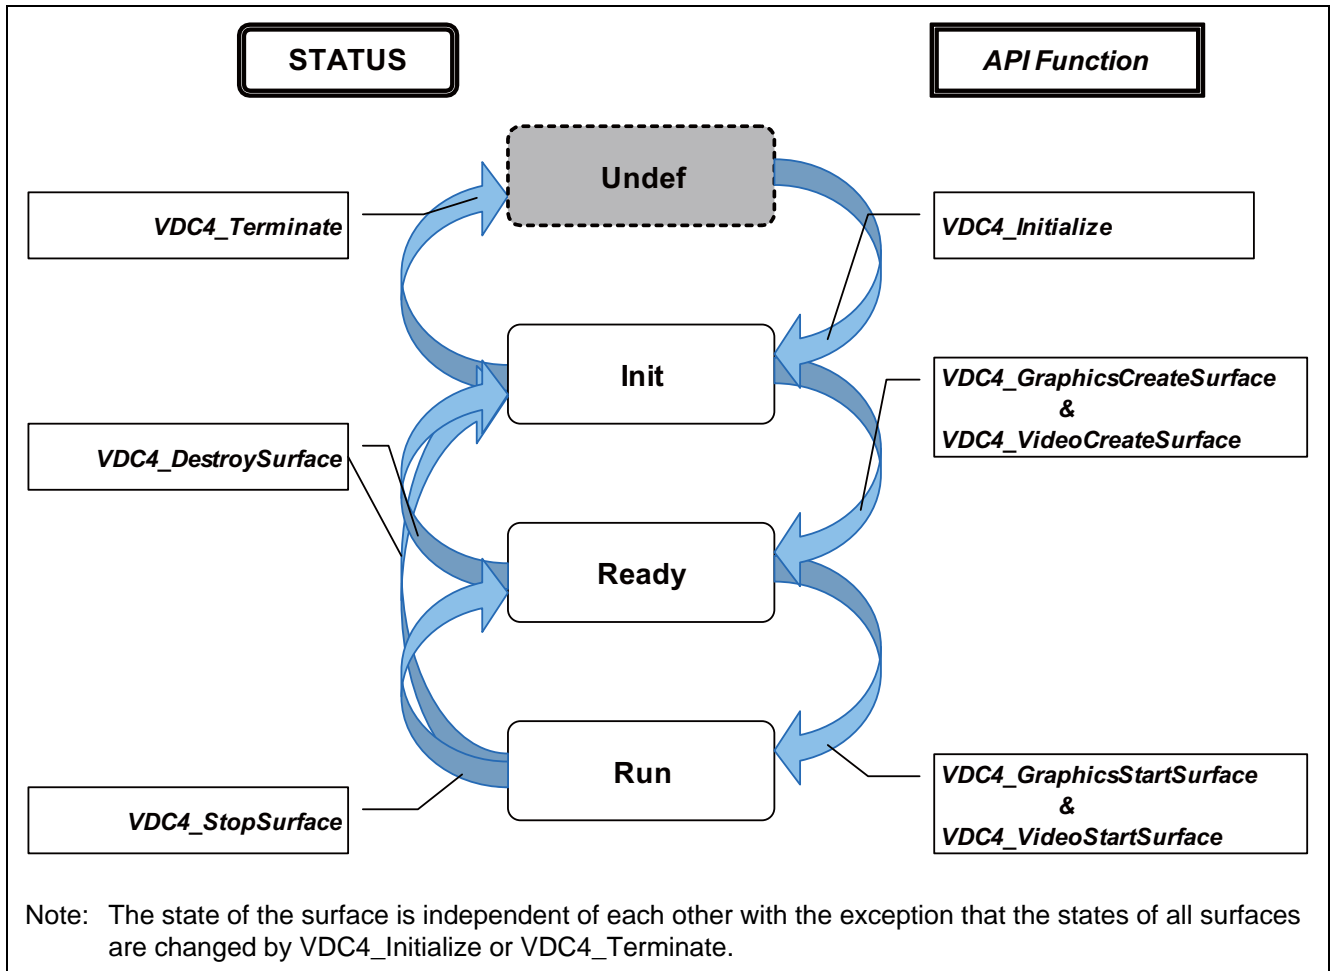 STATUS
API Function
Undef
VDC4_Terminate
VDC4_Initialize
Init
VDC4_GraphicsCreateSurface
&
VDC4_VideoCreateSurface
VDC4_DestroySurface
Ready
Run
VDC4_GraphicsStartSurface
&
VDC4_VideoStartSurface
VDC4_StopSurface
Note: The state of the surface is independent of each other with the exception that the states of all surfaces
are changed by VDC4_Initialize or VDC4_Terminate.